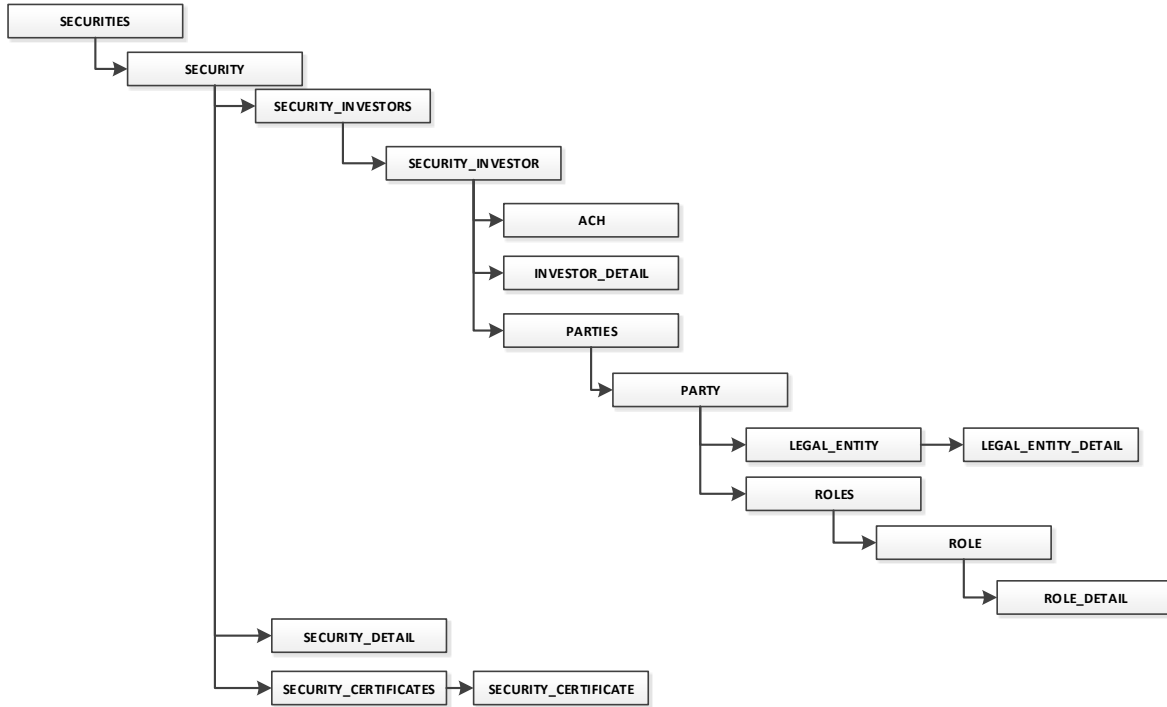 SECURITIES
SECURITY
SECURITY_INVESTORS
SECURITY_INVESTOR
ACH
INVESTOR_DETAIL
PARTIES
PARTY
LEGAL_ENTITY
LEGAL_ENTITY_DETAIL
ROLES
ROLE
ROLE_DETAIL
SECURITY_DETAIL
SECURITY_CERTIFICATES
SECURITY_CERTIFICATE